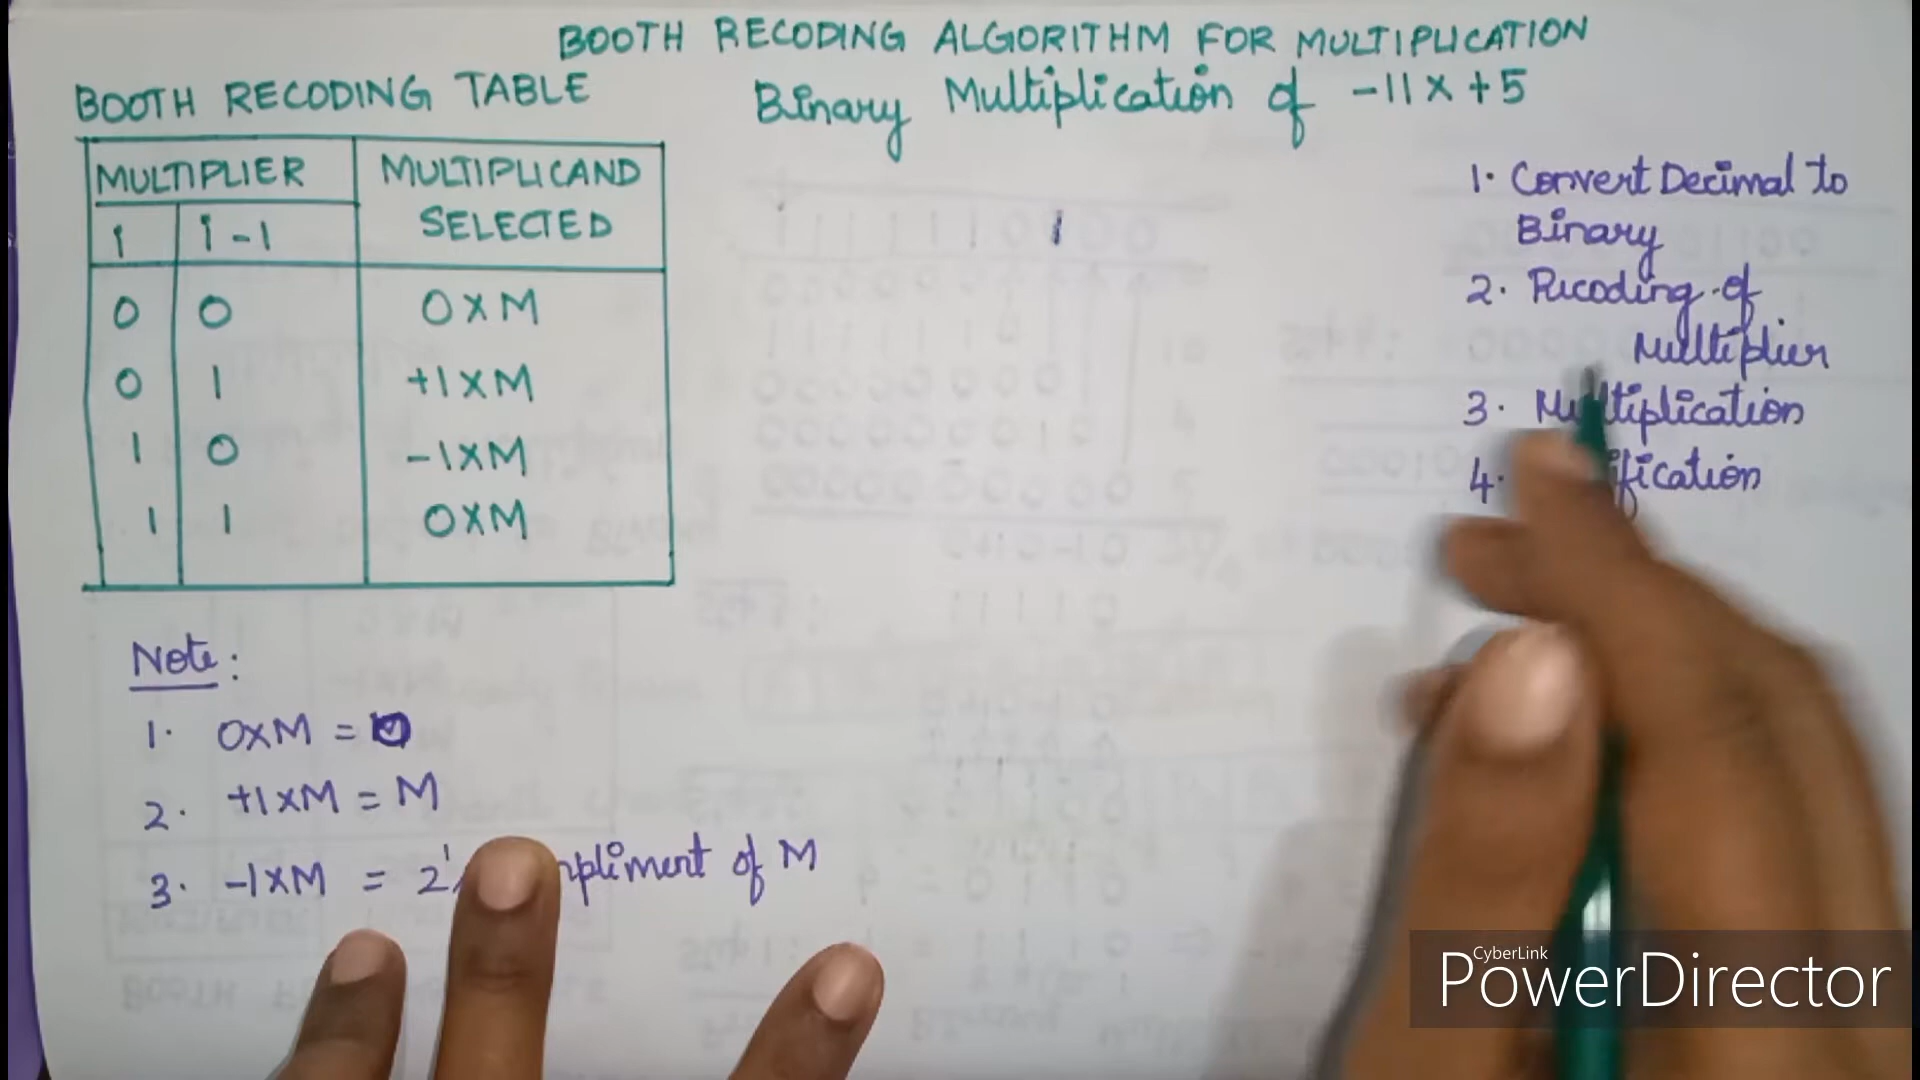 BOOTH RECODING ALGORITHM FOR MULTIPLICATION
BOOTH RECODING TABLE
Binary Multiplication of -11 x +5
MULTIPLIER
MULTIPLICAND SELECTED
i
i-1
0 0 0XM
0 1 +1XM
1 0 -1XM
1 1 0XM
1. Convert Decimal to
Binary
2. Recoding of
Multiplier
3. Multiplication
4.
Note:
1. 0XM = 0
2. +1XM = M
3. -1XM = of M
CyberLink
PowerDirector